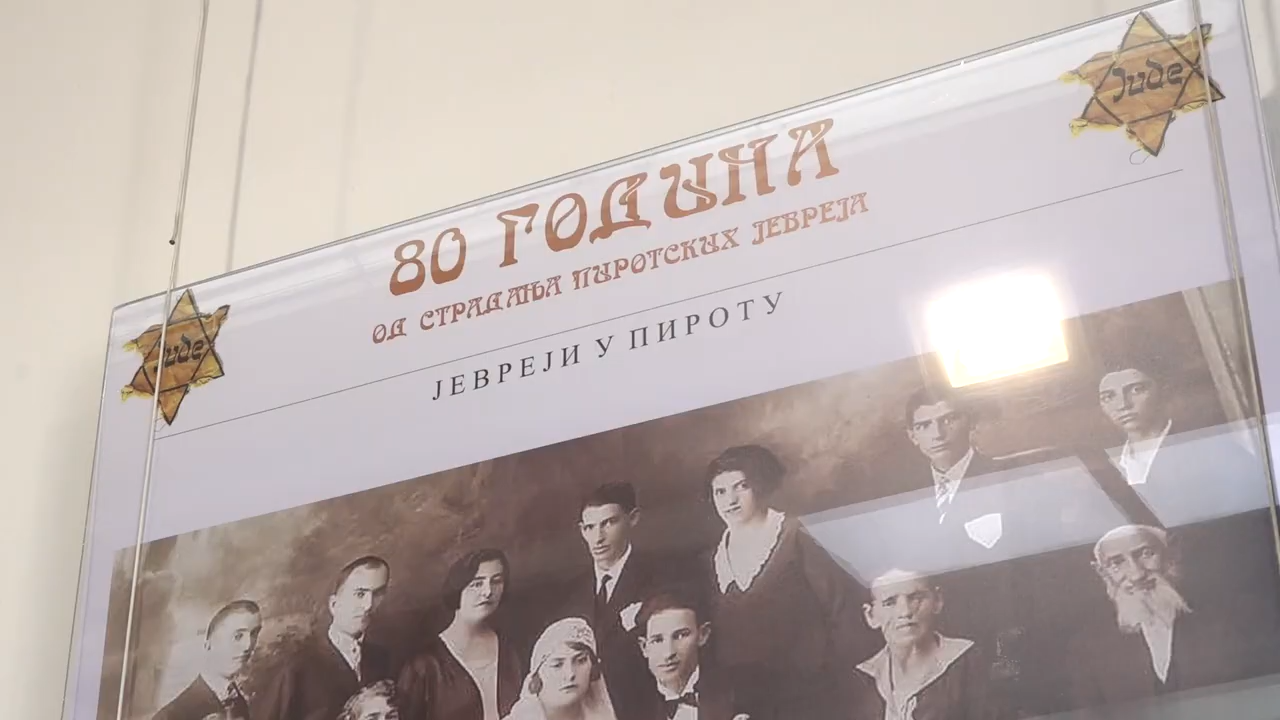 Jude
80 ГОДИНА
ОД СТРАДАЊА ПИРОТСКИХ ЈЕВРЕЈА
Jude
ЈЕВРЕЈИ У ПИРОТУ